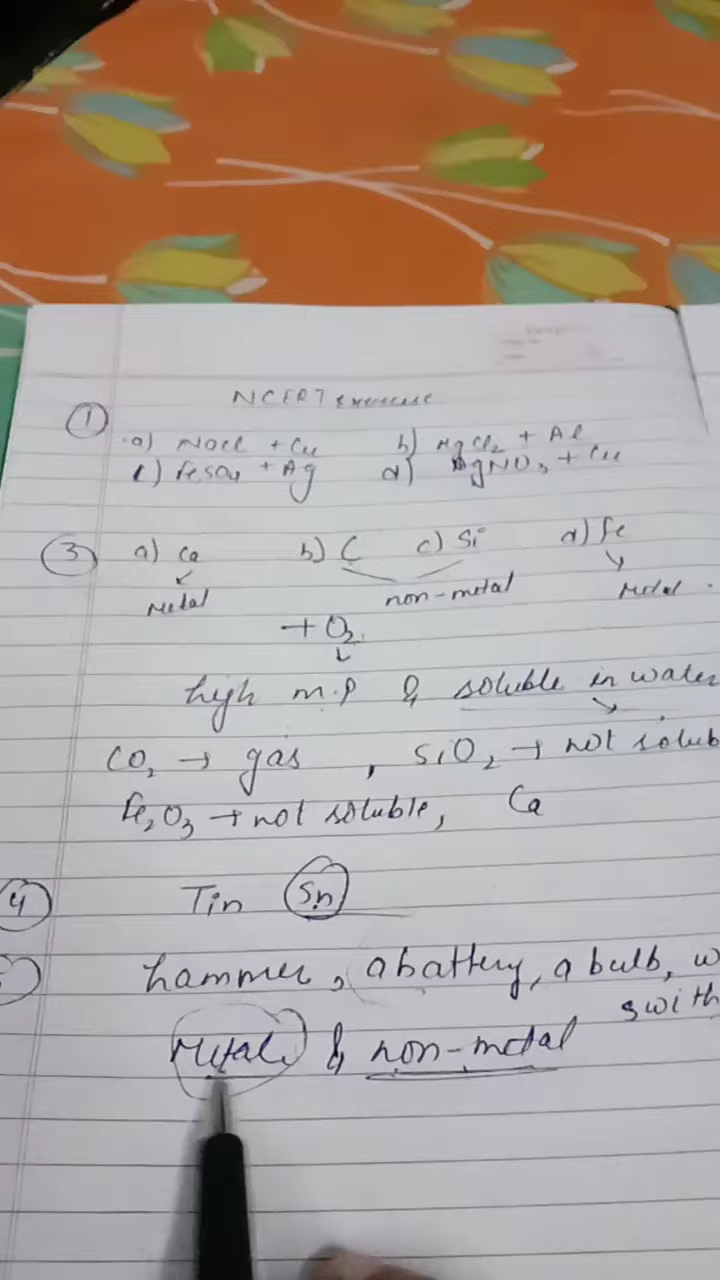 NCERT Exercise
① a) NaCl + Cu b) MgCl2 + Al
c) FeSO4 + Ag d) AgNO3 + Cu
③ a) Ca b) C c) Si d) Fe
Metal non-metal Metal
+ O2
high m.p & soluble in water
CO2 → gas , SiO2 → not solub
Fe2O3 → not soluble, Ca
④ Tin Sn
hammer, a battery, a bulb, w
swith
Metals & non-metal